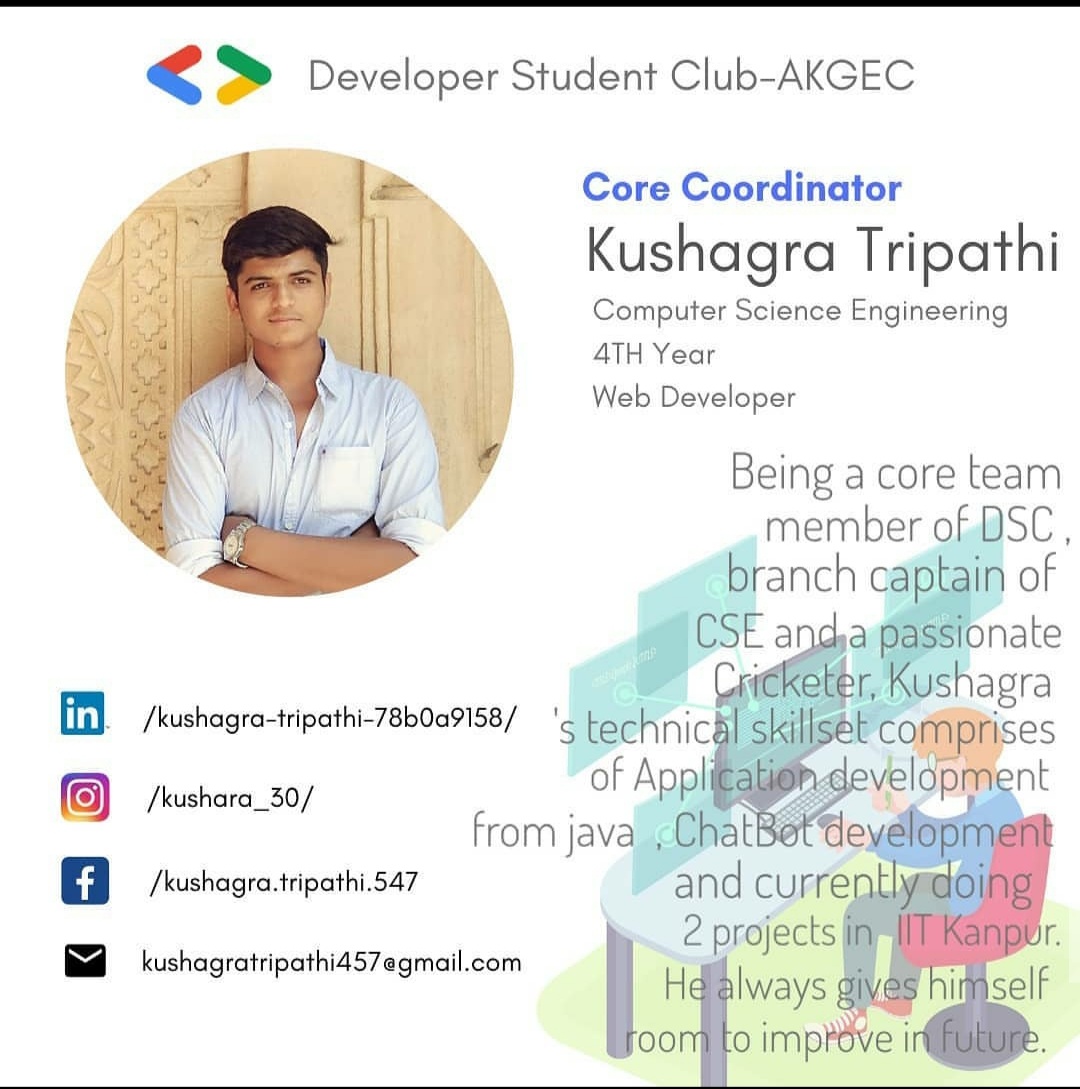 Developer Student Club-AKGEC
Core Coordinator
Kushagra Tripathi
Computer Science Engineering
4TH Year
Web Developer
Being a core team
member of DSC ,
branch captain of
CSE and a passionate
Cricketer, Kushagra
's technical skillset comprises
of Application development
from java , ChatBot development
and currently doing
2 projects in IIT Kanpur.
He always gives himself
room to improve in future.
in
/kushagra-tripathi-78b0a9158/
/kushara_30/
f
/kushagra.tripathi.547
kushagratripathi457@gmail.com